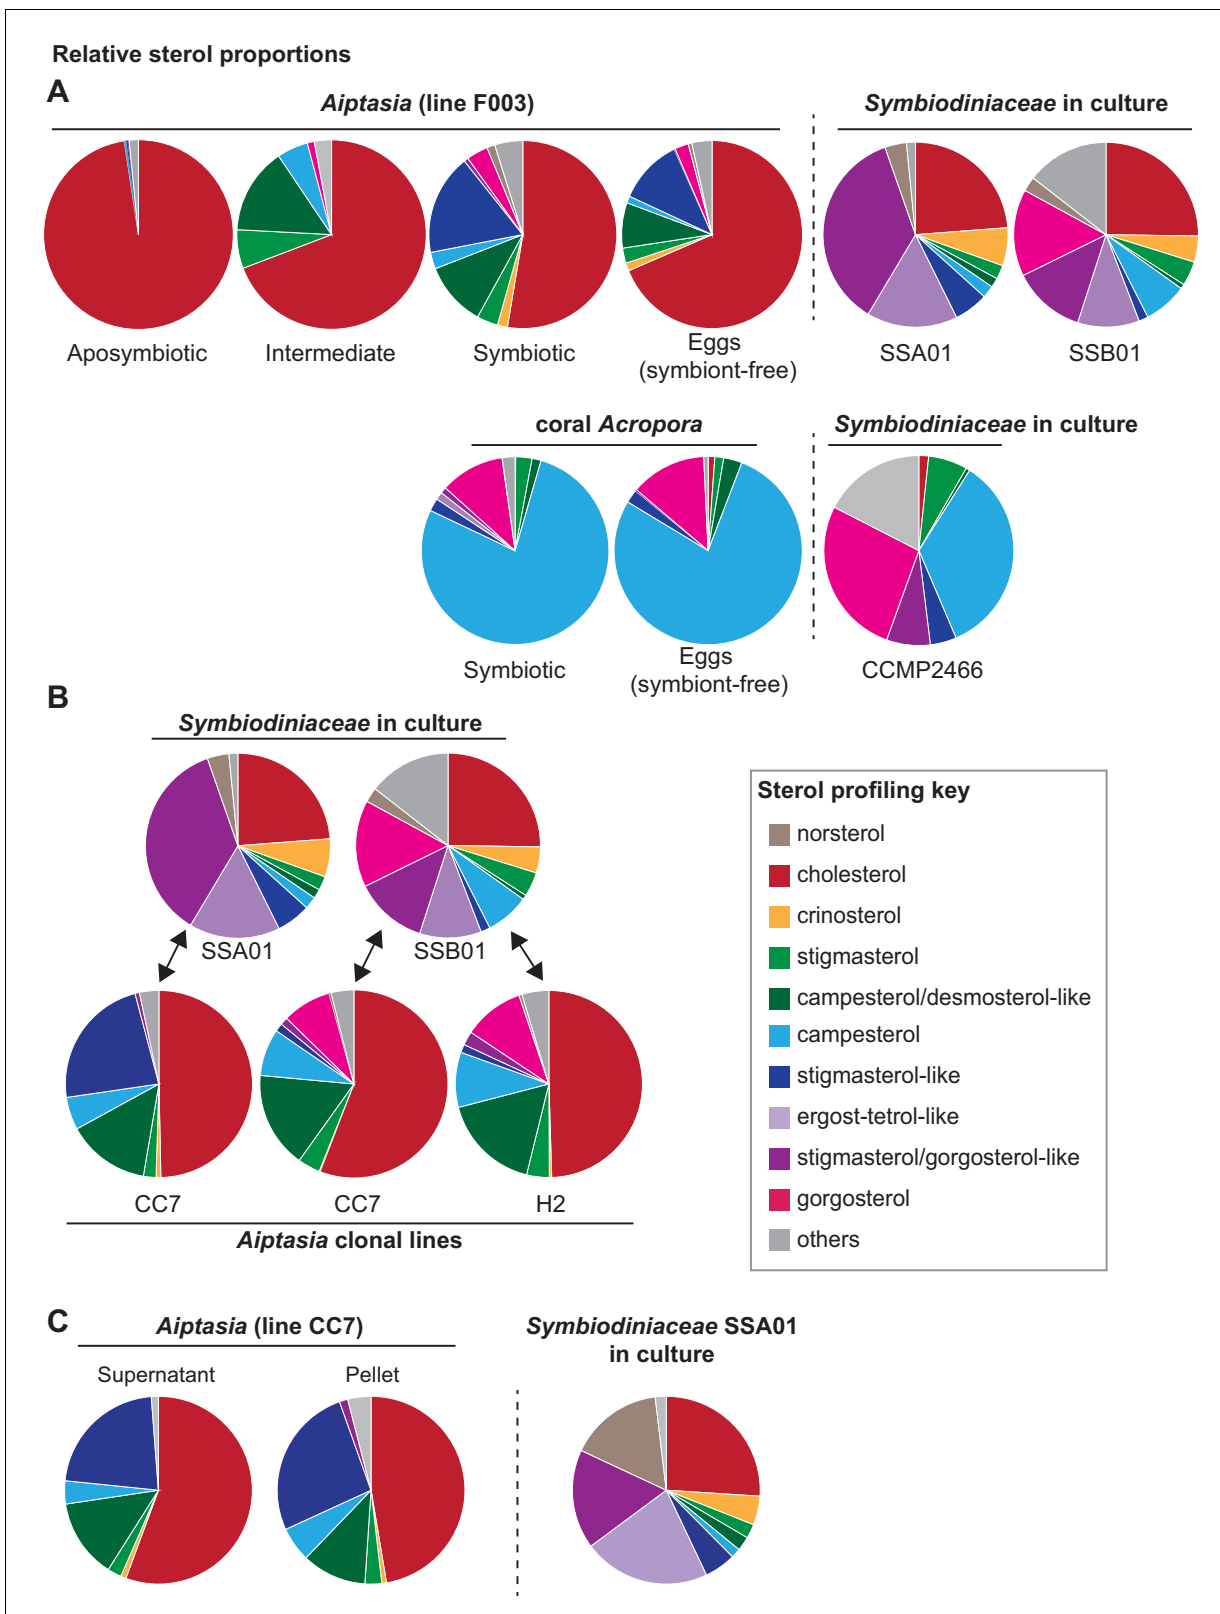 Relative sterol proportions
A
Aiptasia (line F003)
Symbiodiniaceae in culture
Aposymbiotic
Intermediate
Symbiotic
Eggs
(symbiont-free)
SSA01
SSB01
coral Acropora
Symbiodiniaceae in culture
Symbiotic
Eggs
(symbiont-free)
CCMP2466
B
Symbiodiniaceae in culture
SSA01
SSB01
CC7
CC7
H2
Aiptasia clonal lines
Sterol profiling key
norsterol
cholesterol
crinosterol
stigmasterol
campesterol/desmosterol-like
campesterol
stigmasterol-like
ergost-tetrol-like
stigmasterol/gorgosterol-like
gorgosterol
others
C
Aiptasia (line CC7)
Supernatant
Pellet
Symbiodiniaceae SSA01
in culture